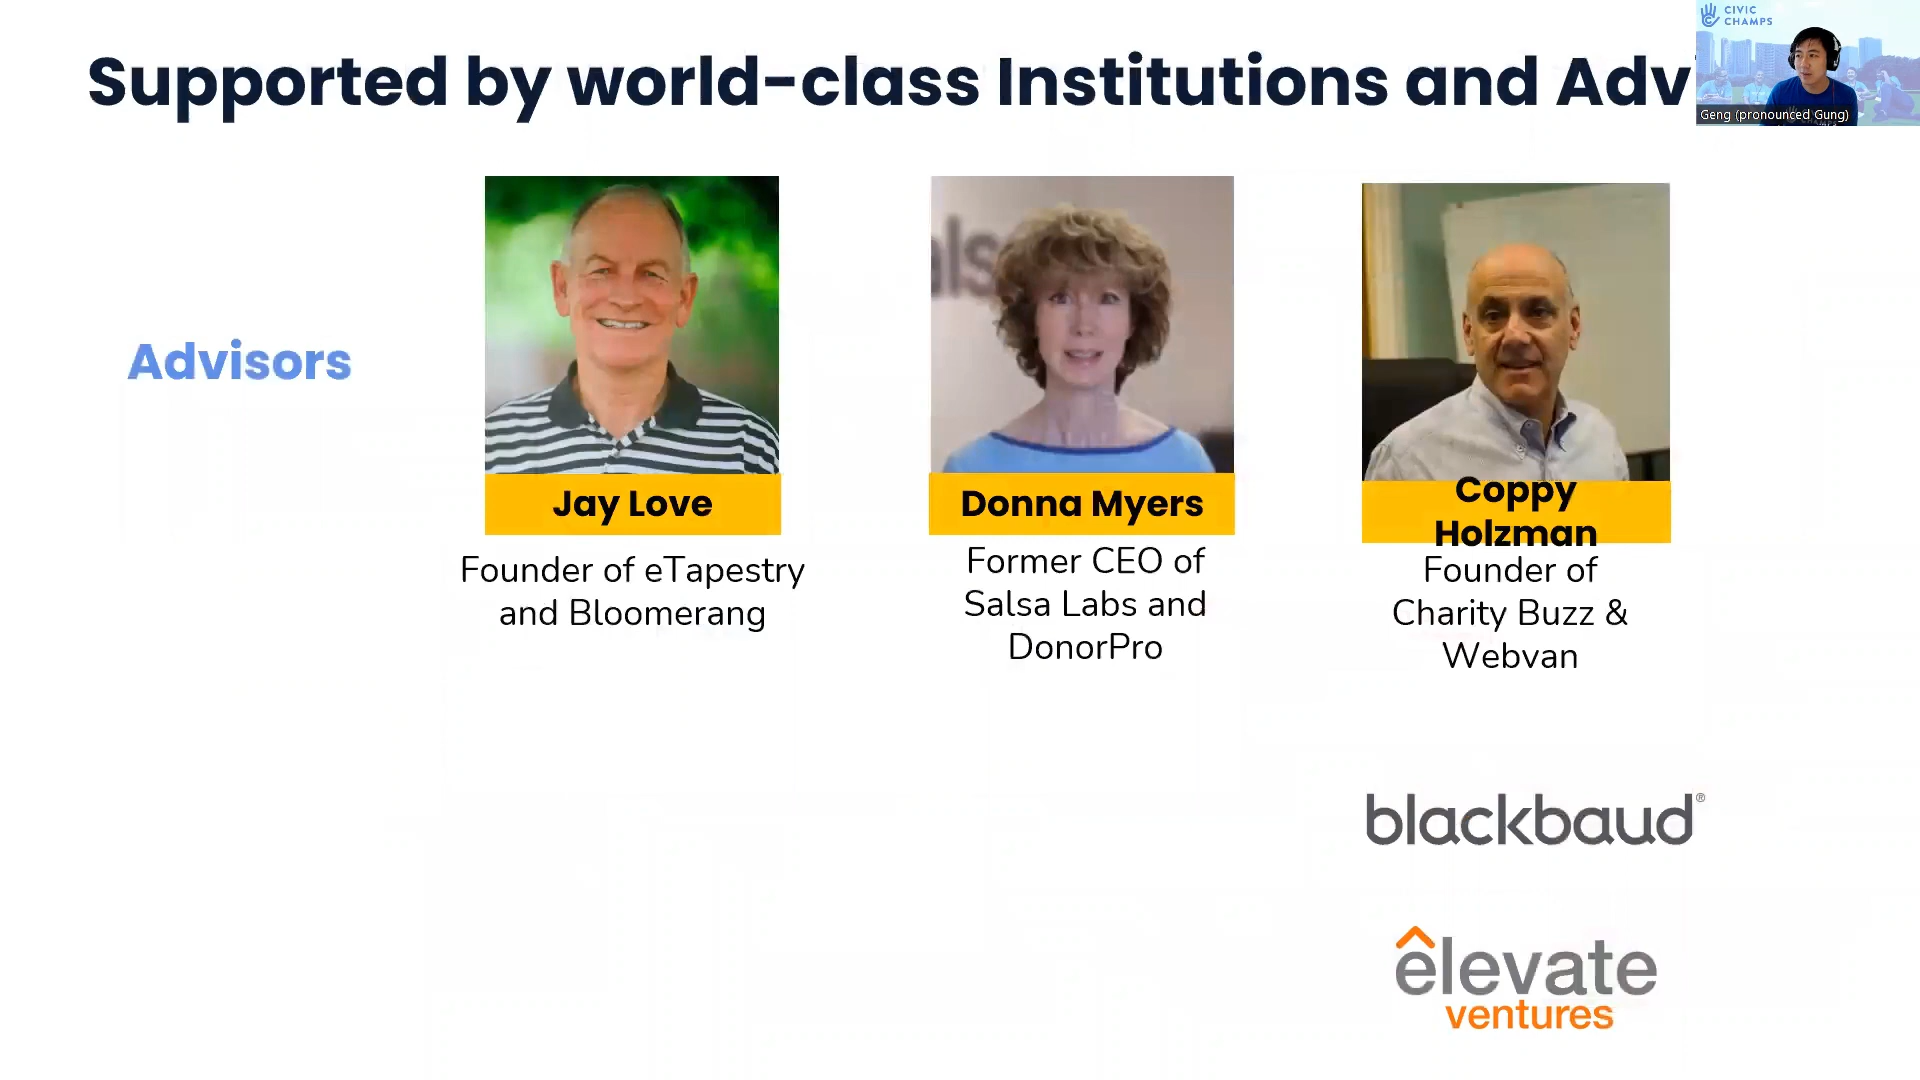 Supported by world-class Institutions and Adv
CIVIC
CHAMPS
Geng (pronounced Gung)
Advisors
als
Jay Love
Founder of eTapestry
and Bloomerang
Donna Myers
Former CEO of
Salsa Labs and
DonorPro
Coppy
Holzman
Founder of
Charity Buzz &
Webvan
blackbaud®
êlevate
ventures